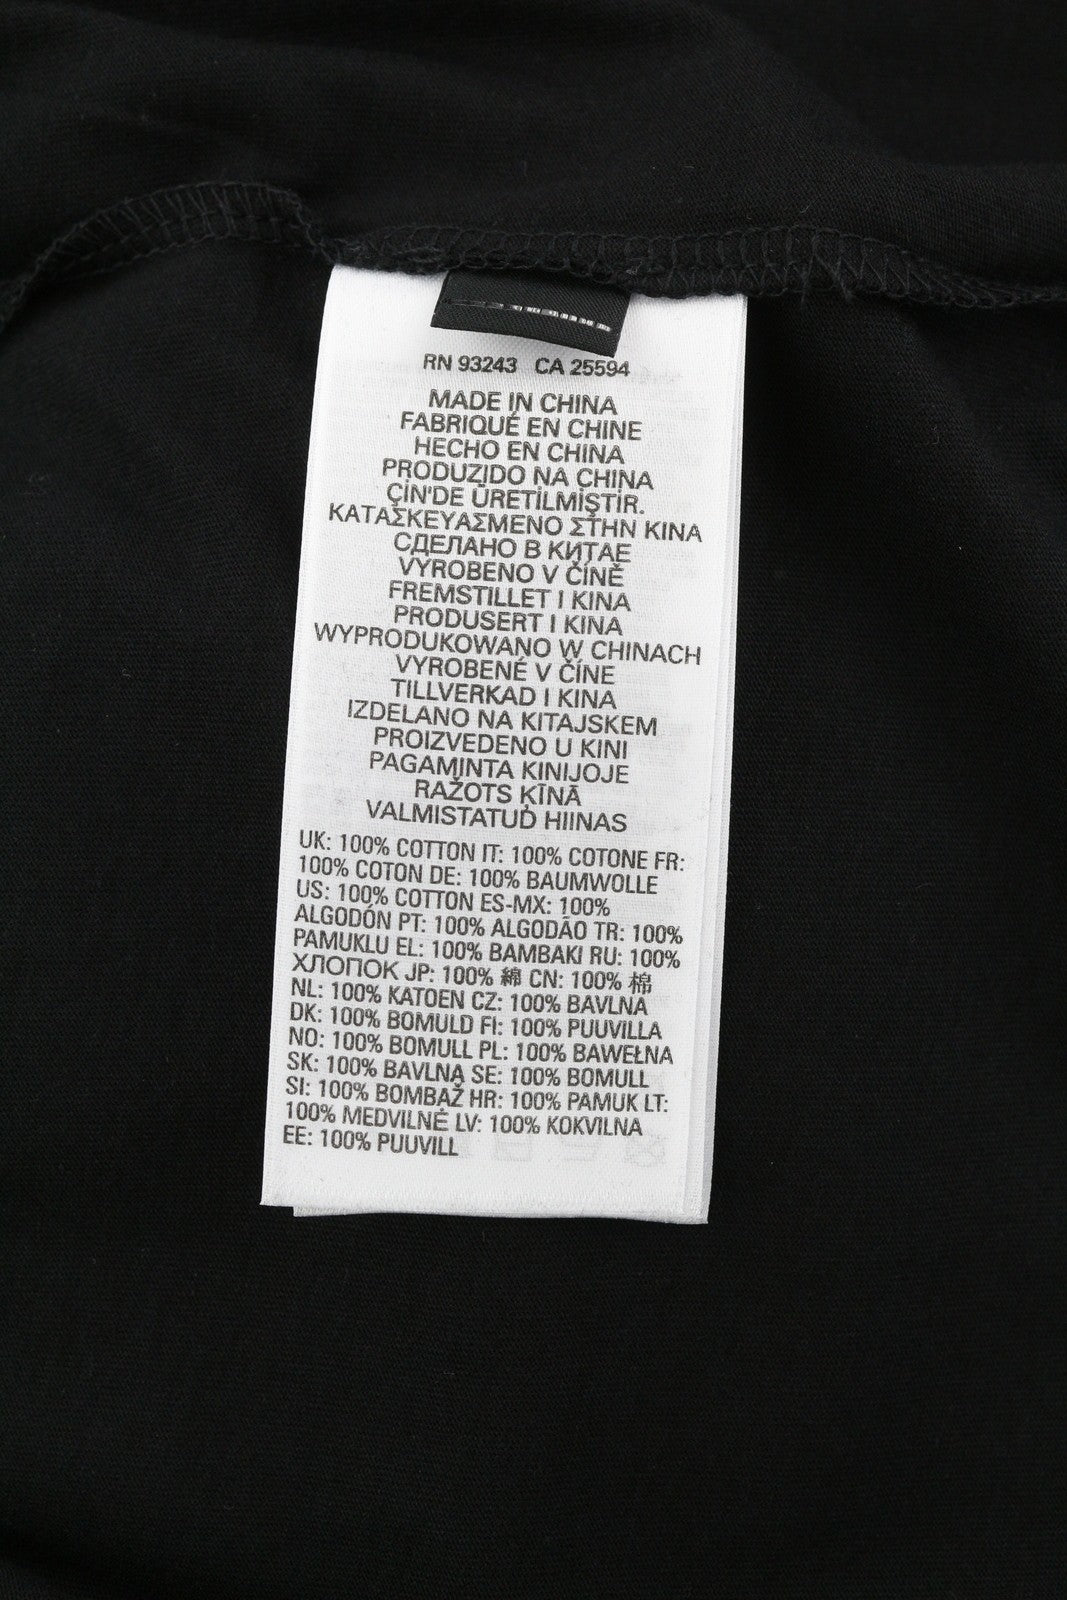 RN 93243 CA 25594
MADE IN CHINA
FABRIQUÉ EN CHINE
HECHO EN CHINA
PRODUZIDO NA CHINA
ÇİN'DE ÜRETİLMİŞTİR.
ΚΑΤΑΣΚΕΥΑΣΜΕΝΟ ΣΤΗΝ ΚΙΝΑ
СДЕЛАНО В КИТАЕ
VYROBENO V ČÍNĚ
FREMSTILLET I KINA
PRODUSERT I KINA
WYPRODUKOWANO W CHINACH
VYROBENÉ V ČÍNE
TILLVERKAD I KINA
IZDELANO NA KITAJSKEM
PROIZVEDENO U KINI
PAGAMINTA KINIJOJE
RAŽOTS ĶĪNĀ
VALMISTATUD HIINAS
UK: 100% COTTON IT: 100% COTONE FR:
100% COTON DE: 100% BAUMWOLLE
US: 100% COTTON ES-MX: 100%
ALGODÓN PT: 100% ALGODÃO TR: 100%
PAMUKLU EL: 100% ΒΑΜΒΑΚΙ RU: 100%
ХЛОПОК JP: 100% 綿 CN: 100% 棉
NL: 100% KATOEN CZ: 100% BAVLNA
DK: 100% BOMULD FI: 100% PUUVILLA
NO: 100% BOMULL PL: 100% BAWEŁNA
SK: 100% BAVLNA SE: 100% BOMULL
SI: 100% BOMBAŽ HR: 100% PAMUK LT:
100% MEDVILNĖ LV: 100% KOKVILNA
EE: 100% PUUVILL